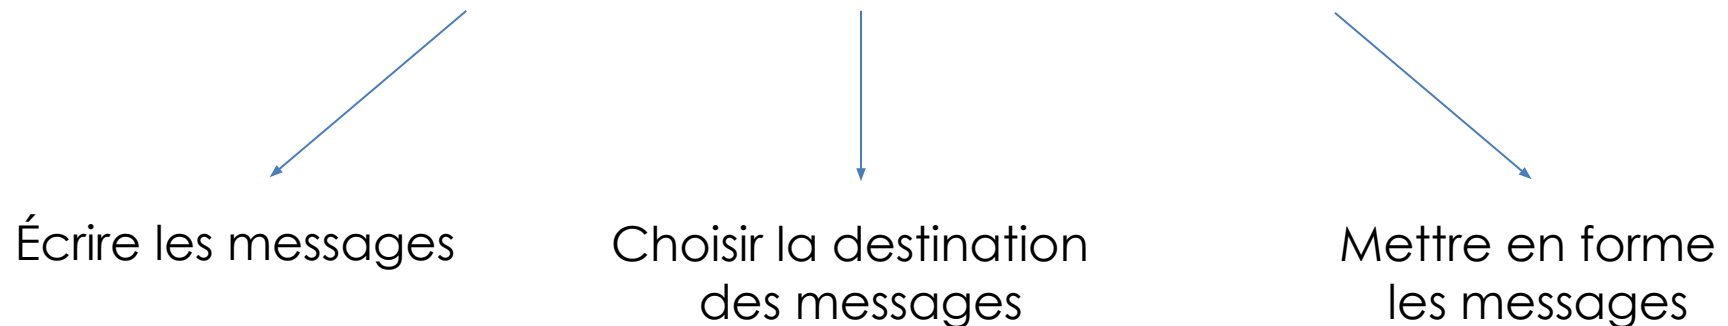 Écrire les messages
Choisir la destination
des messages
Mettre en forme
les messages